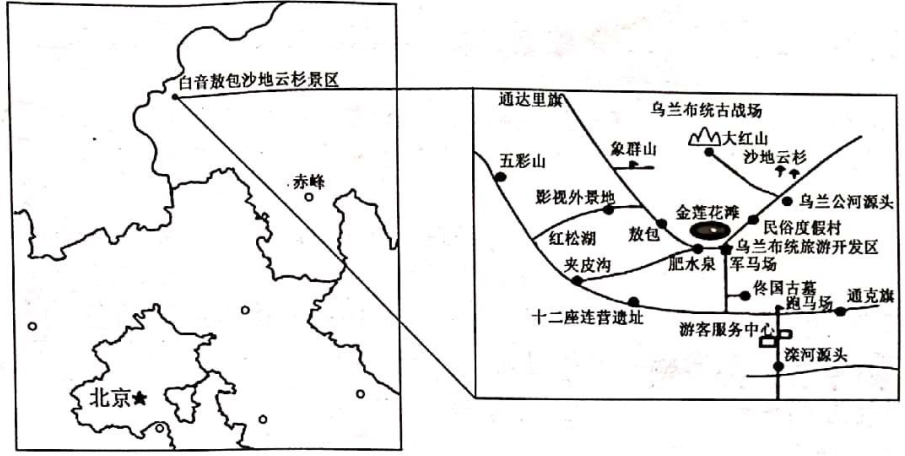 白音敖包沙地云杉景区
赤峰
北京
通达里旗
乌兰布统古战场
大红山
象群山
沙地云杉
五彩山
乌兰公河源头
影视外景地
金莲花滩
民俗度假村
敖包
红松湖
乌兰布统旅游开发区
肥水泉
军马场
夹皮沟
佟国古墓
跑马场
通克旗
十二座连营遗址
游客服务中心
滦河源头